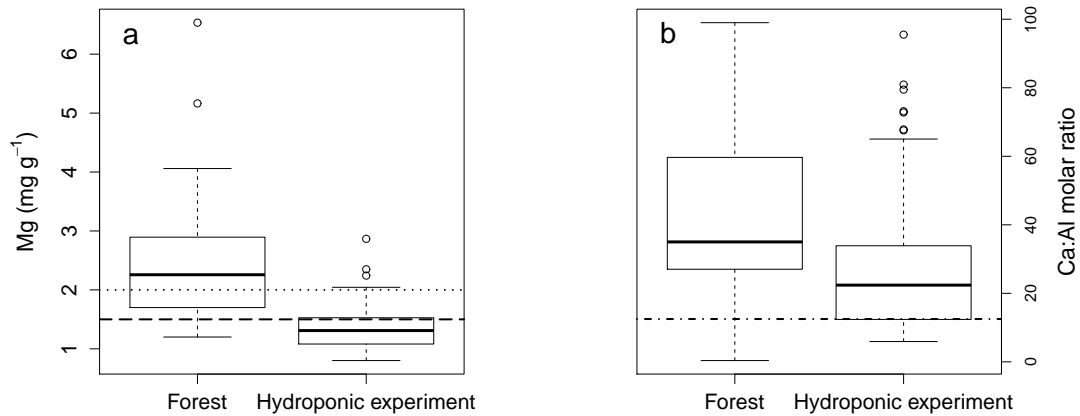 a
Mg (mg g⁻¹)
6
5
4
3
2
1
Forest Hydroponic experiment
b
Ca:Al molar ratio
100
80
60
40
20
0
Forest Hydroponic experiment